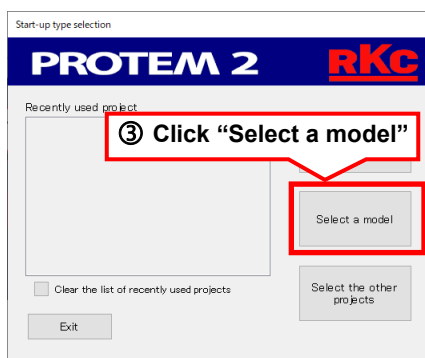 Start-up type selection
PROTEM 2
RKC
Recently used project
③ Click “Select a model”
Select a model
Clear the list of recently used projects
Select the other
projects
Exit